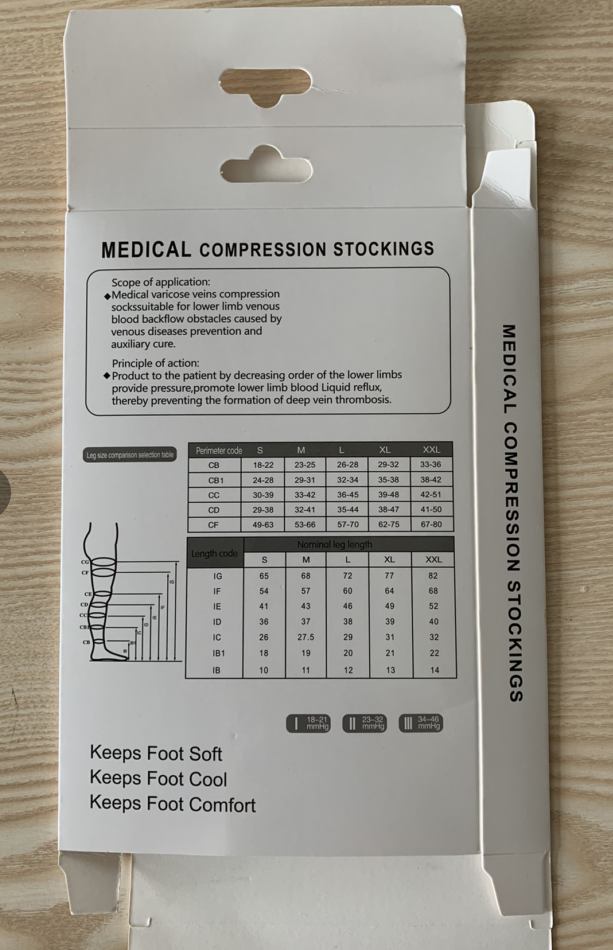 MEDICAL COMPRESSION STOCKINGS
Scope of application:
◆Medical varicose veins compression
sockssuitable for lower limb venous
blood backflow obstacles caused by
venous diseases prevention and
auxiliary cure.
Principle of action:
◆Product to the patient by decreasing order of the lower limbs
provide pressure,promote lower limb blood Liquid reflux,
thereby preventing the formation of deep vein thrombosis.
Leg size comparison selection table
Perimeter code S M L XL XXL
CB 18-22 23-25 26-28 29-32 33-36
CB1 24-28 29-31 32-34 35-38 38-42
CC 30-39 33-42 36-45 39-48 42-51
CD 29-38 32-41 35-44 38-47 41-50
CF 49-63 53-66 57-70 62-75 67-80
Length code Nominal leg length
S M L XL XXL
IG 65 68 72 77 82
IF 54 57 60 64 68
IE 41 43 46 49 52
ID 36 37 38 39 40
IC 26 27.5 29 31 32
IB1 18 19 20 21 22
IB 10 11 12 13 14
CG
CF
CE
CD
CC
CB1
CB
I 18-21 mmHg
II 23-32 mmHg
III 34-46 mmHg
Keeps Foot Soft
Keeps Foot Cool
Keeps Foot Comfort
MEDICAL COMPRESSION STOCKINGS